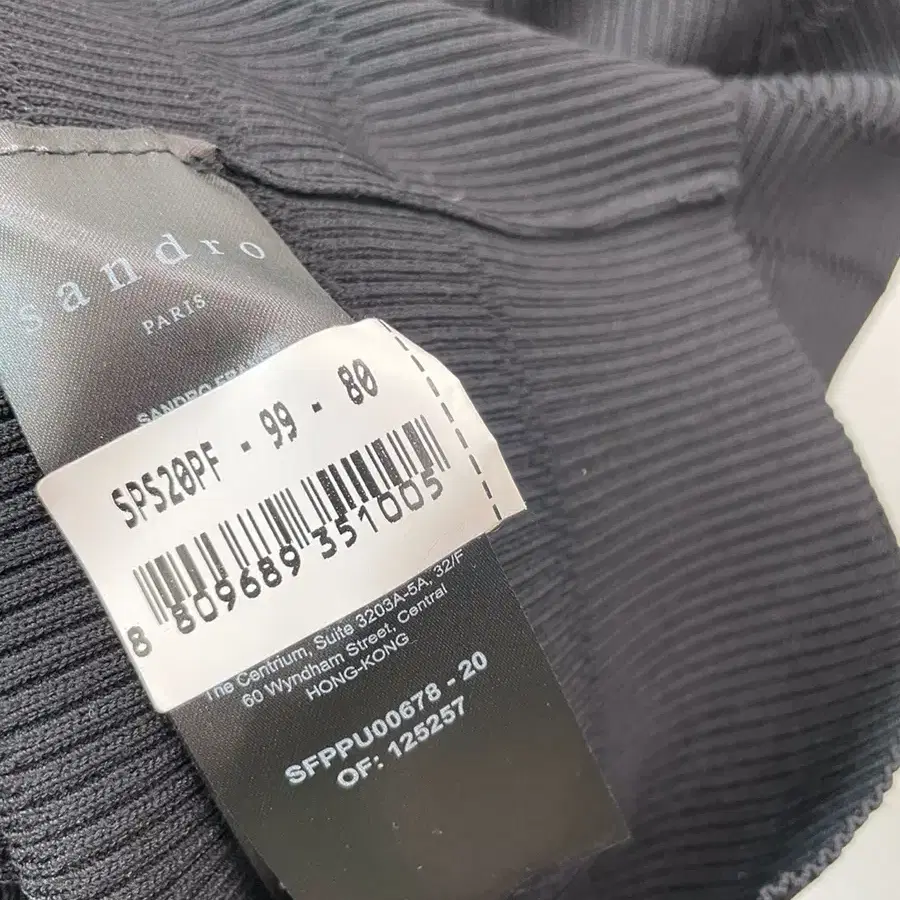 sandro
PARIS
SANDRO
SPS20PF - 99 - 80
8 809689 351005
The Centrium, Suite 3203A-5A, 32/F
60 Wyndham Street, Central
HONG-KONG
SFPPU00678 - 20
OF: 125257